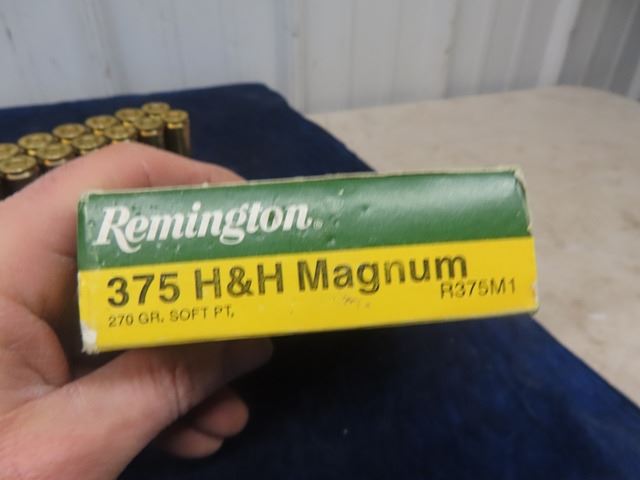 Remington®
375 H&H Magnum
R375M1
270 GR. SOFT PT,